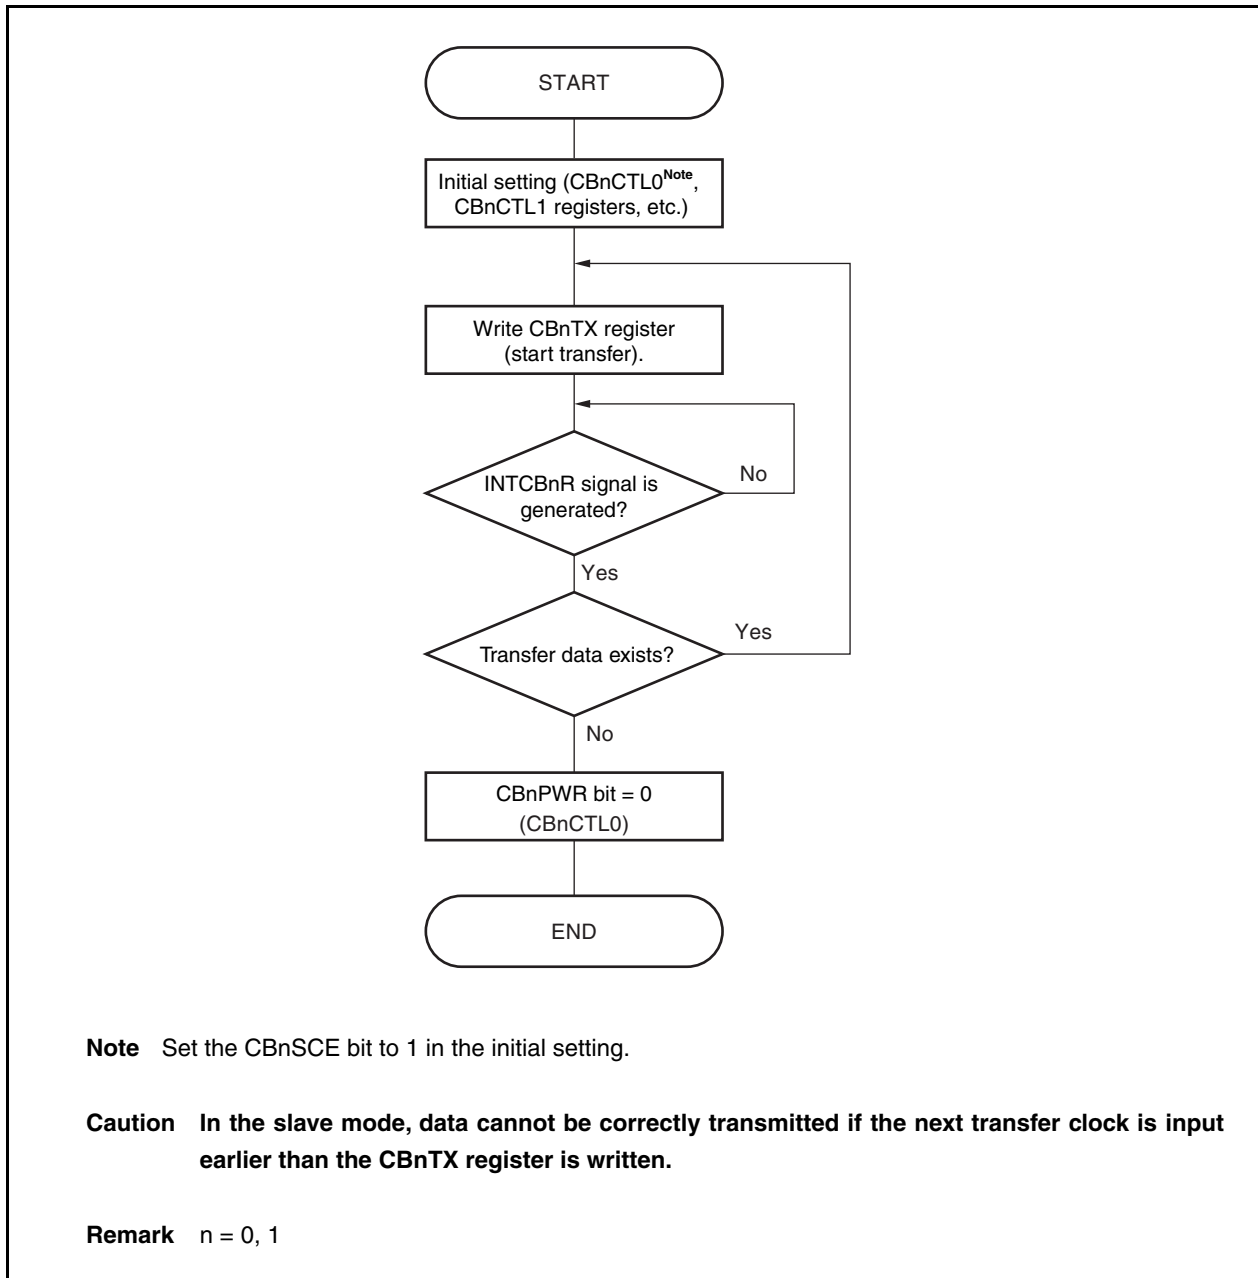 START
Initial setting (CBnCTL0Note,
CBnCTL1 registers, etc.)
Write CBnTX register
(start transfer).
INTCBnR signal is
generated?
No
Yes
Transfer data exists?
Yes
No
CBnPWR bit = 0
(CBnCTL0)
END
Note Set the CBnSCE bit to 1 in the initial setting.
Caution In the slave mode, data cannot be correctly transmitted if the next transfer clock is input
earlier than the CBnTX register is written.
Remark n = 0, 1